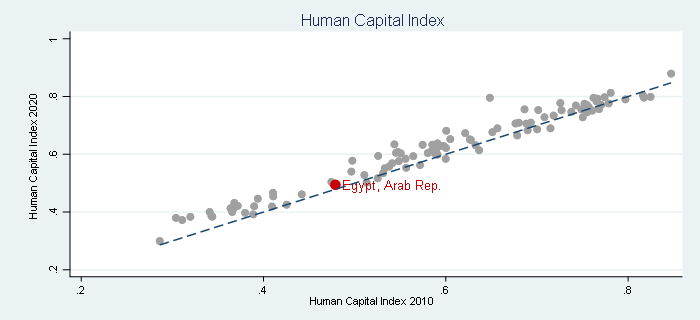 Human Capital Index
Human Capital Index 2020
1
.8
.6
.4
.2
Egypt, Arab Rep.
.2
.4
.6
.8
Human Capital Index 2010